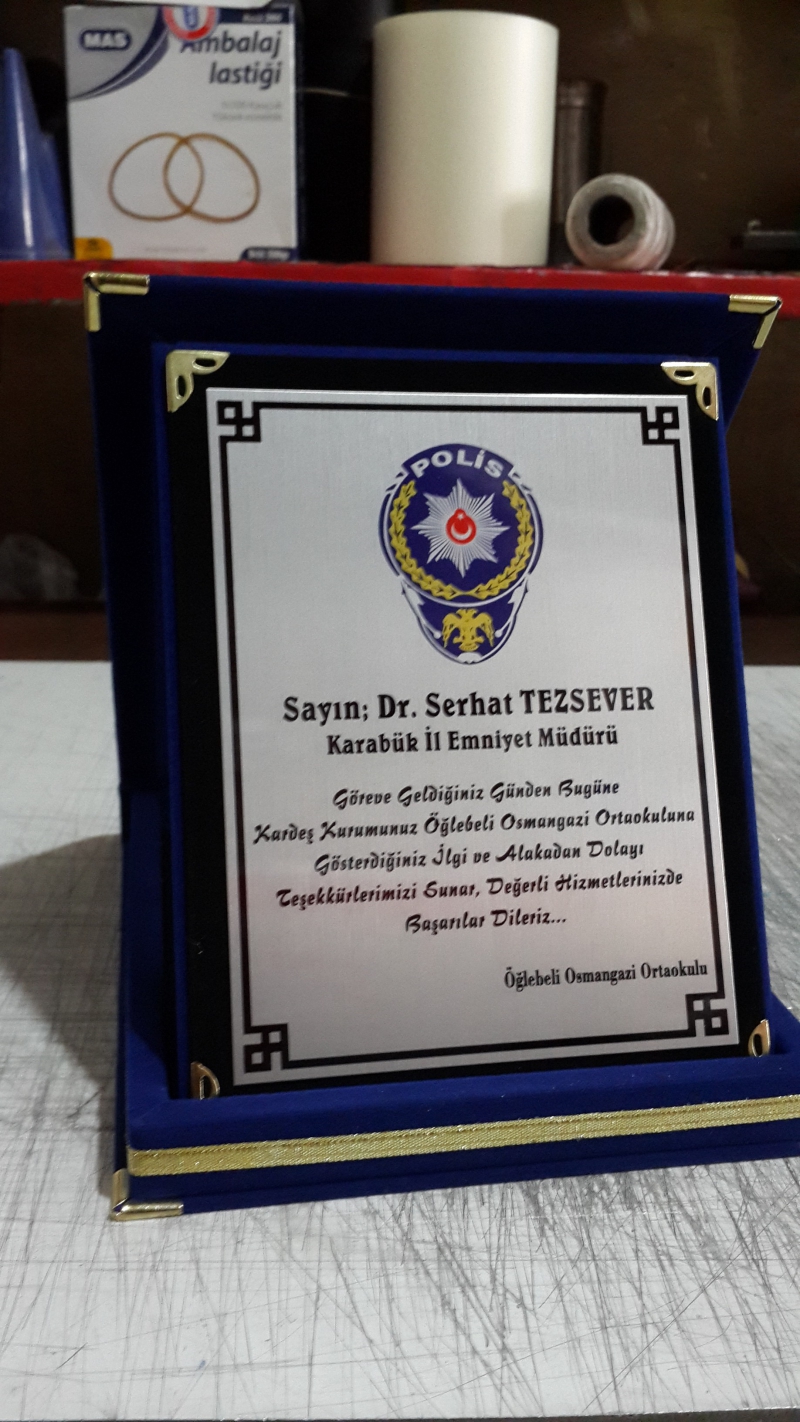 MAS
Ambalaj
lastiği
POLİS
Sayın; Dr. Serhat TEZSEVER
Karabük İl Emniyet Müdürü
Göreve Geldiğiniz Günden Bugüne
Kardeş Kurumunuz Öğlebeli Osmangazi Ortaokuluna
Gösterdiğiniz İlgi ve Alakadan Dolayı
Teşekkürlerimizi Sunar, Değerli Hizmetlerinizde
Başarılar Dileriz...
Öğlebeli Osmangazi Ortaokulu